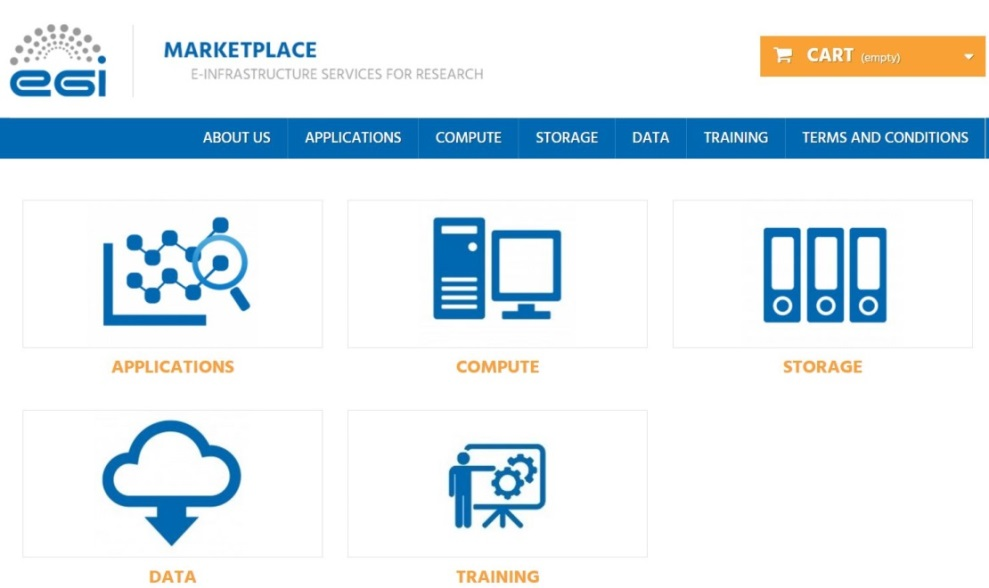 egi
MARKETPLACE
E-INFRASTRUCTURE SERVICES FOR RESEARCH
CART (empty)
ABOUT US APPLICATIONS COMPUTE STORAGE DATA TRAINING TERMS AND CONDITIONS
APPLICATIONS COMPUTE STORAGE
DATA TRAINING